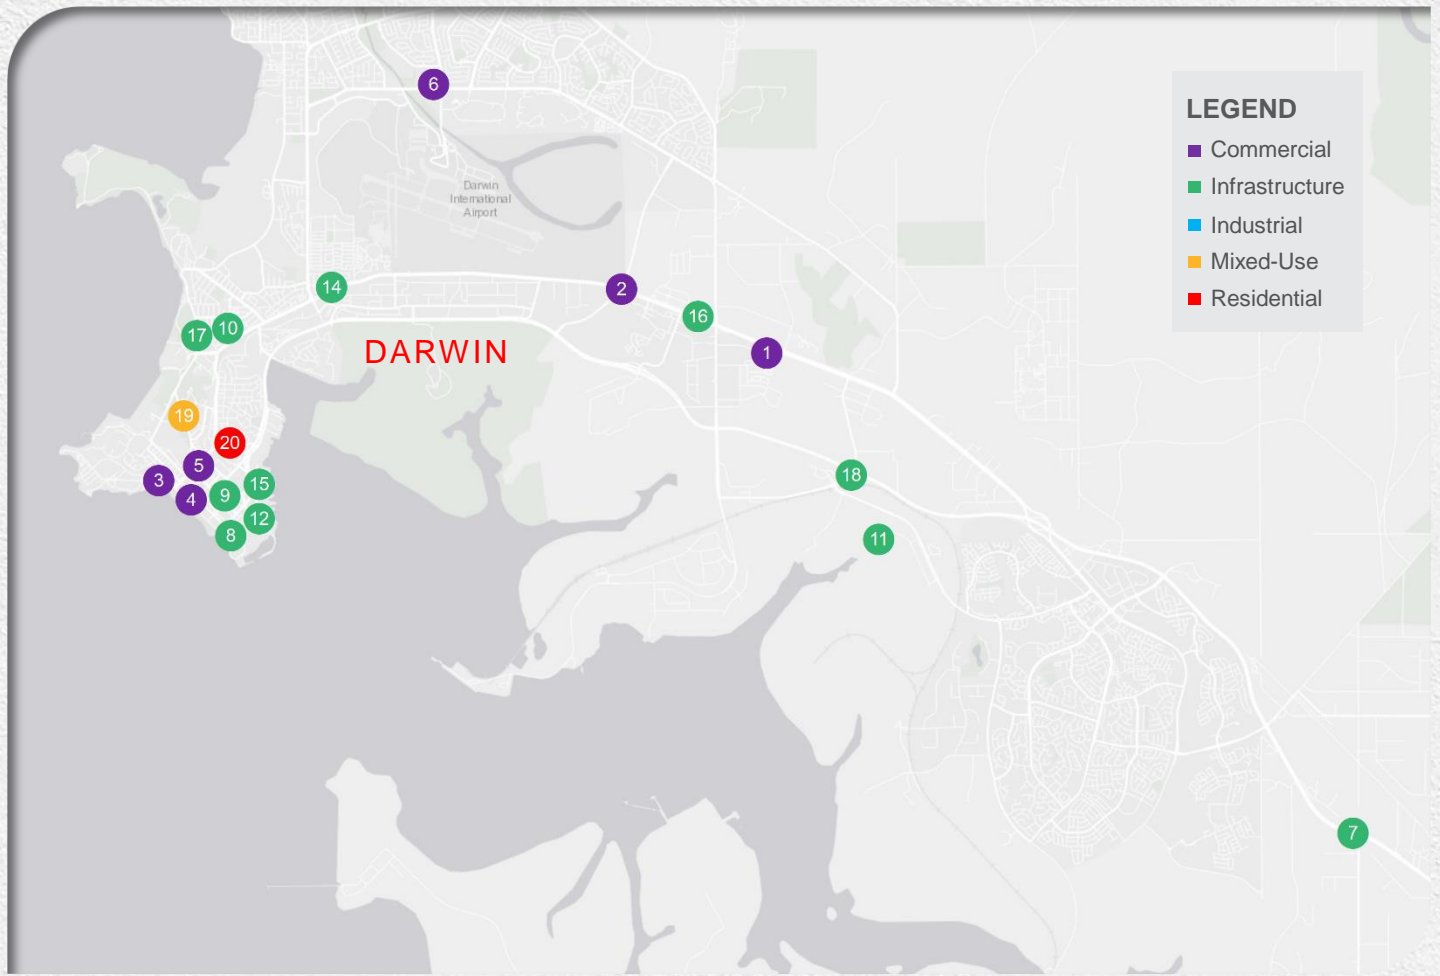 6
LEGEND
Commercial
Infrastructure
Industrial
Mixed-Use
Residential
Darwin
International
Airport
14
2
16
17
10
1
DARWIN
19
20
5
3
4
9
15
18
12
8
11
7